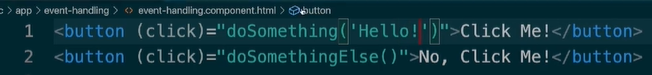 c > app > event-handling > <> event-handling.component.html > button
1 <button (click)="doSomething('Hello!')">Click Me!</button>
2 <button (click)="doSomethingElse()">No, Click Me!</button>